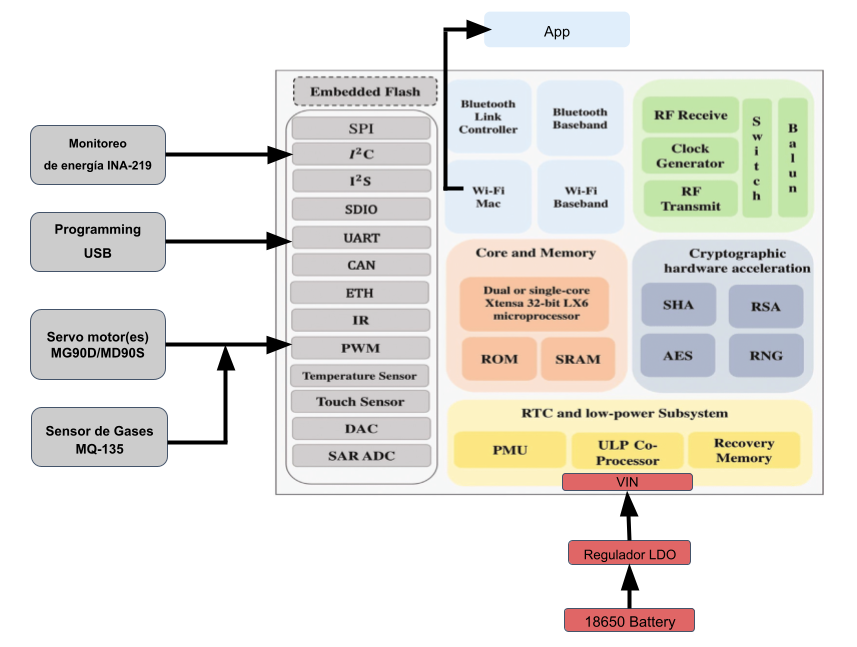 App
Monitoreo
de energía INA-219
Programming
USB
Servo motor(es)
MG90D/MD90S
Sensor de Gases
MQ-135
Embedded Flash
SPI
I²C
I²S
SDIO
UART
CAN
ETH
IR
PWM
Temperature Sensor
Touch Sensor
DAC
SAR ADC
Bluetooth
Link
Controller
Bluetooth
Baseband
Wi-Fi
Mac
Wi-Fi
Baseband
RF Receive
Clock
Generator
RF
Transmit
Switch
Balun
Core and Memory
Dual or single-core
Xtensa 32-bit LX6
microprocessor
ROM
SRAM
Cryptographic
hardware acceleration
SHA
RSA
AES
RNG
RTC and low-power Subsystem
PMU
ULP Co-
Processor
Recovery
Memory
VIN
Regulador LDO
18650 Battery